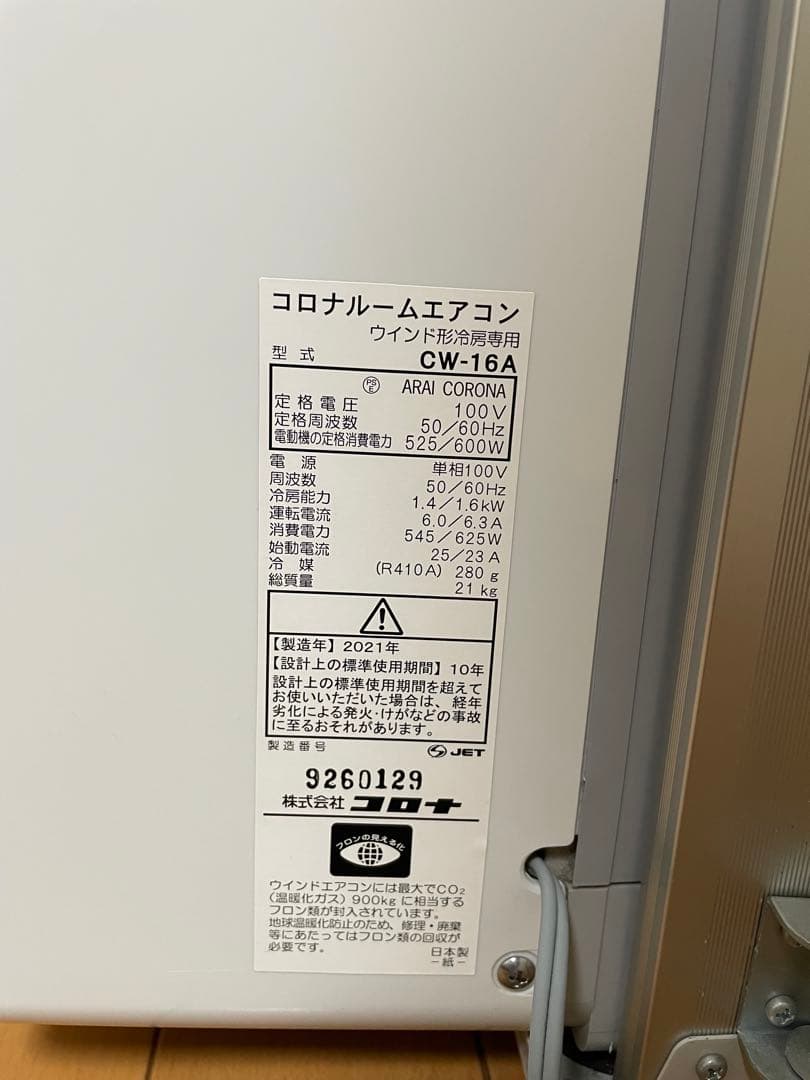 コロナルームエアコン
ウインド形冷房専用
型式 CW-16A
PS E ARAI CORONA
定格電圧 100V
定格周波数 50/60Hz
電動機の定格消費電力 525/600W
電源 単相100V
周波数 50/60Hz
冷房能力 1.4/1.6kW
運転電流 6.0/6.3A
消費電力 545/625W
始動電流 25/23A
冷媒 (R410A) 280g
総質量 21kg
【製造年】2021年
【設計上の標準使用期間】10年
設計上の標準使用期間を超えて
お使いいただいた場合は、経年
劣化による発火・けがなどの事故
に至るおそれがあります。
製造番号 JET
9260129
株式会社 コロナ
フロンの見える化
ウインドエアコンには最大でCO₂
(温暖化ガス) 900kgに相当する
フロン類が封入されています。
地球温暖化防止のため、修理・廃棄
等にあたってはフロン類の回収が
必要です。 日本製
-紙-